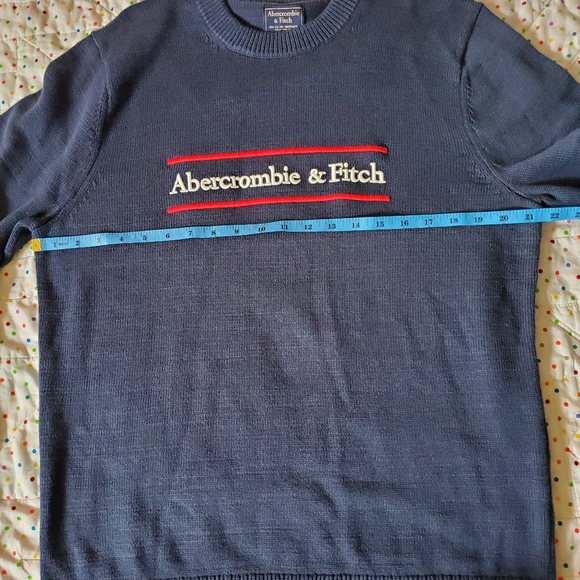 Abercrombie
& Fitch
Abercrombie & Fitch
1 2 3 4 5 6 7 8 9 10 11 12 13 14 15 16 17 18 19 20 21 22 2